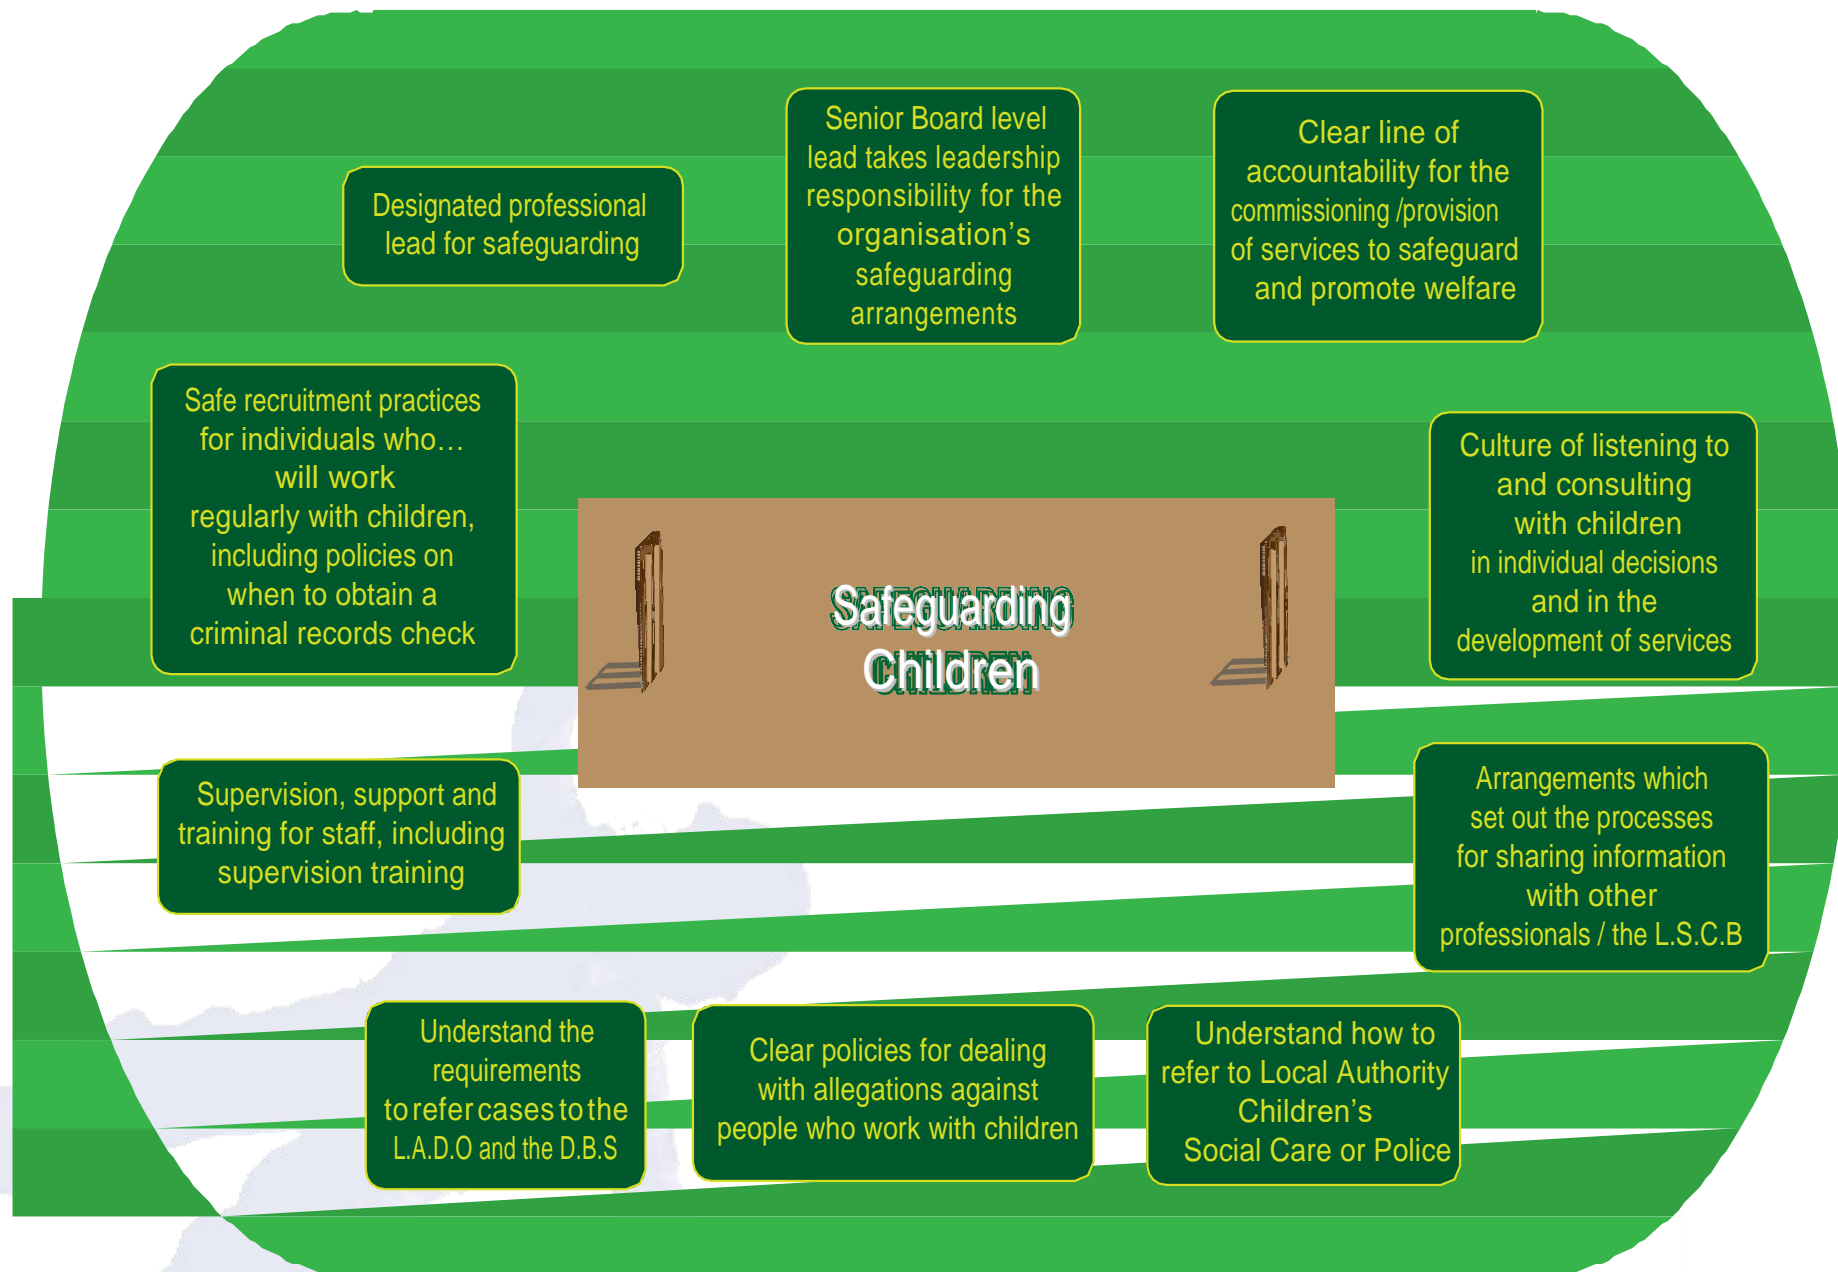 Senior Board level
lead takes leadership
responsibility for the
organisation’s
safeguarding
arrangements
Clear line of
accountability for the
commissioning /provision
of services to safeguard
and promote welfare
Designated professional
lead for safeguarding
Safe recruitment practices
for individuals who…
will work
regularly with children,
including policies on
when to obtain a
criminal records check
Culture of listening to
and consulting
with children
in individual decisions
and in the
development of services
Safeguarding
Children
SAFEGUARDING
CHILDREN
Supervision, support and
training for staff, including
supervision training
Arrangements which
set out the processes
for sharing information
with other
professionals / the L.S.C.B
Understand the
requirements
to refer cases to the
L.A.D.O and the D.B.S
Clear policies for dealing
with allegations against
people who work with children
Understand how to
refer to Local Authority
Children’s
Social Care or Police